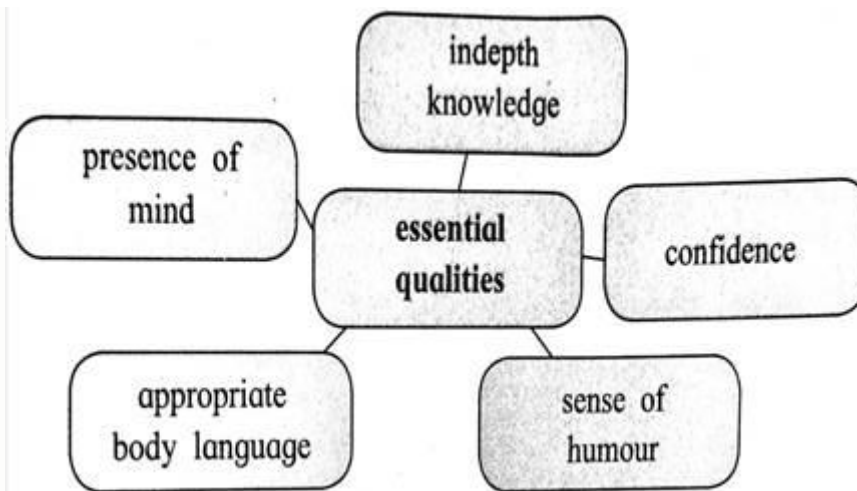 indepth
knowledge
presence of
mind
essential
qualities
confidence
appropriate
body language
sense of
humour